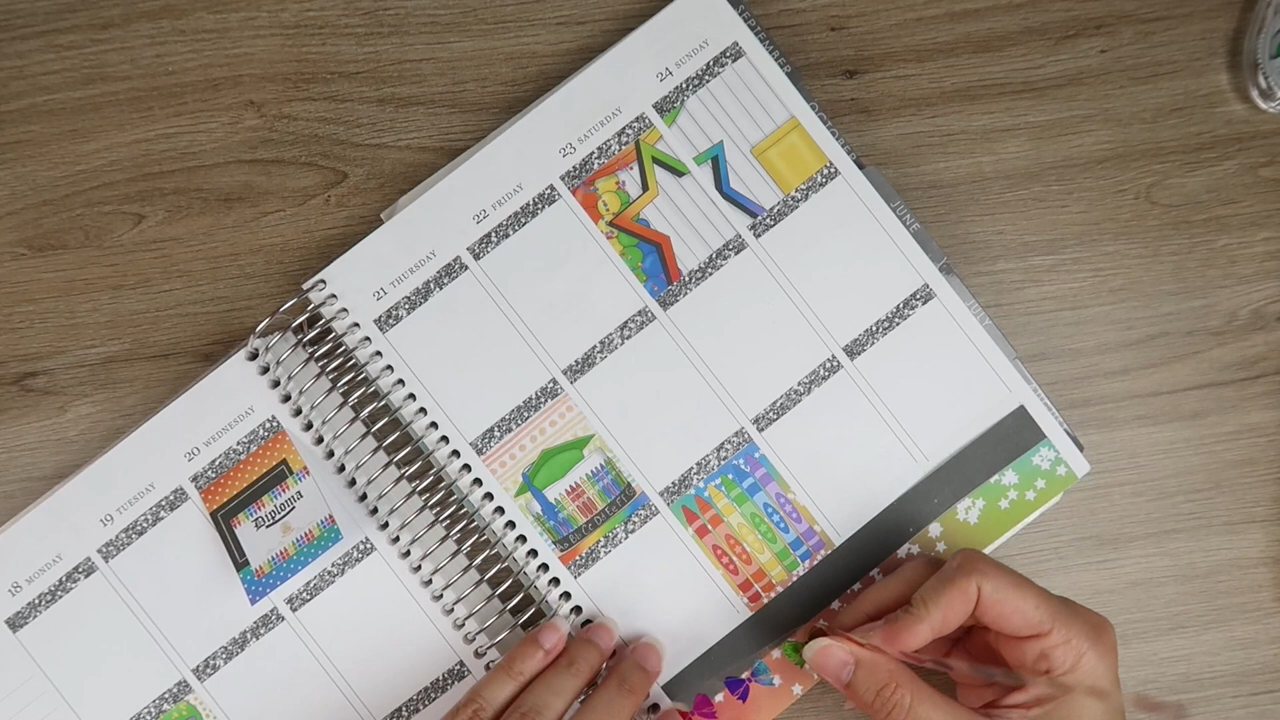 18 MONDAY
19 TUESDAY
20 WEDNESDAY
21 THURSDAY
22 FRIDAY
23 SATURDAY
24 SUNDAY
SEPTEMBER
OCTOBER
JUNE
JULY
Diploma